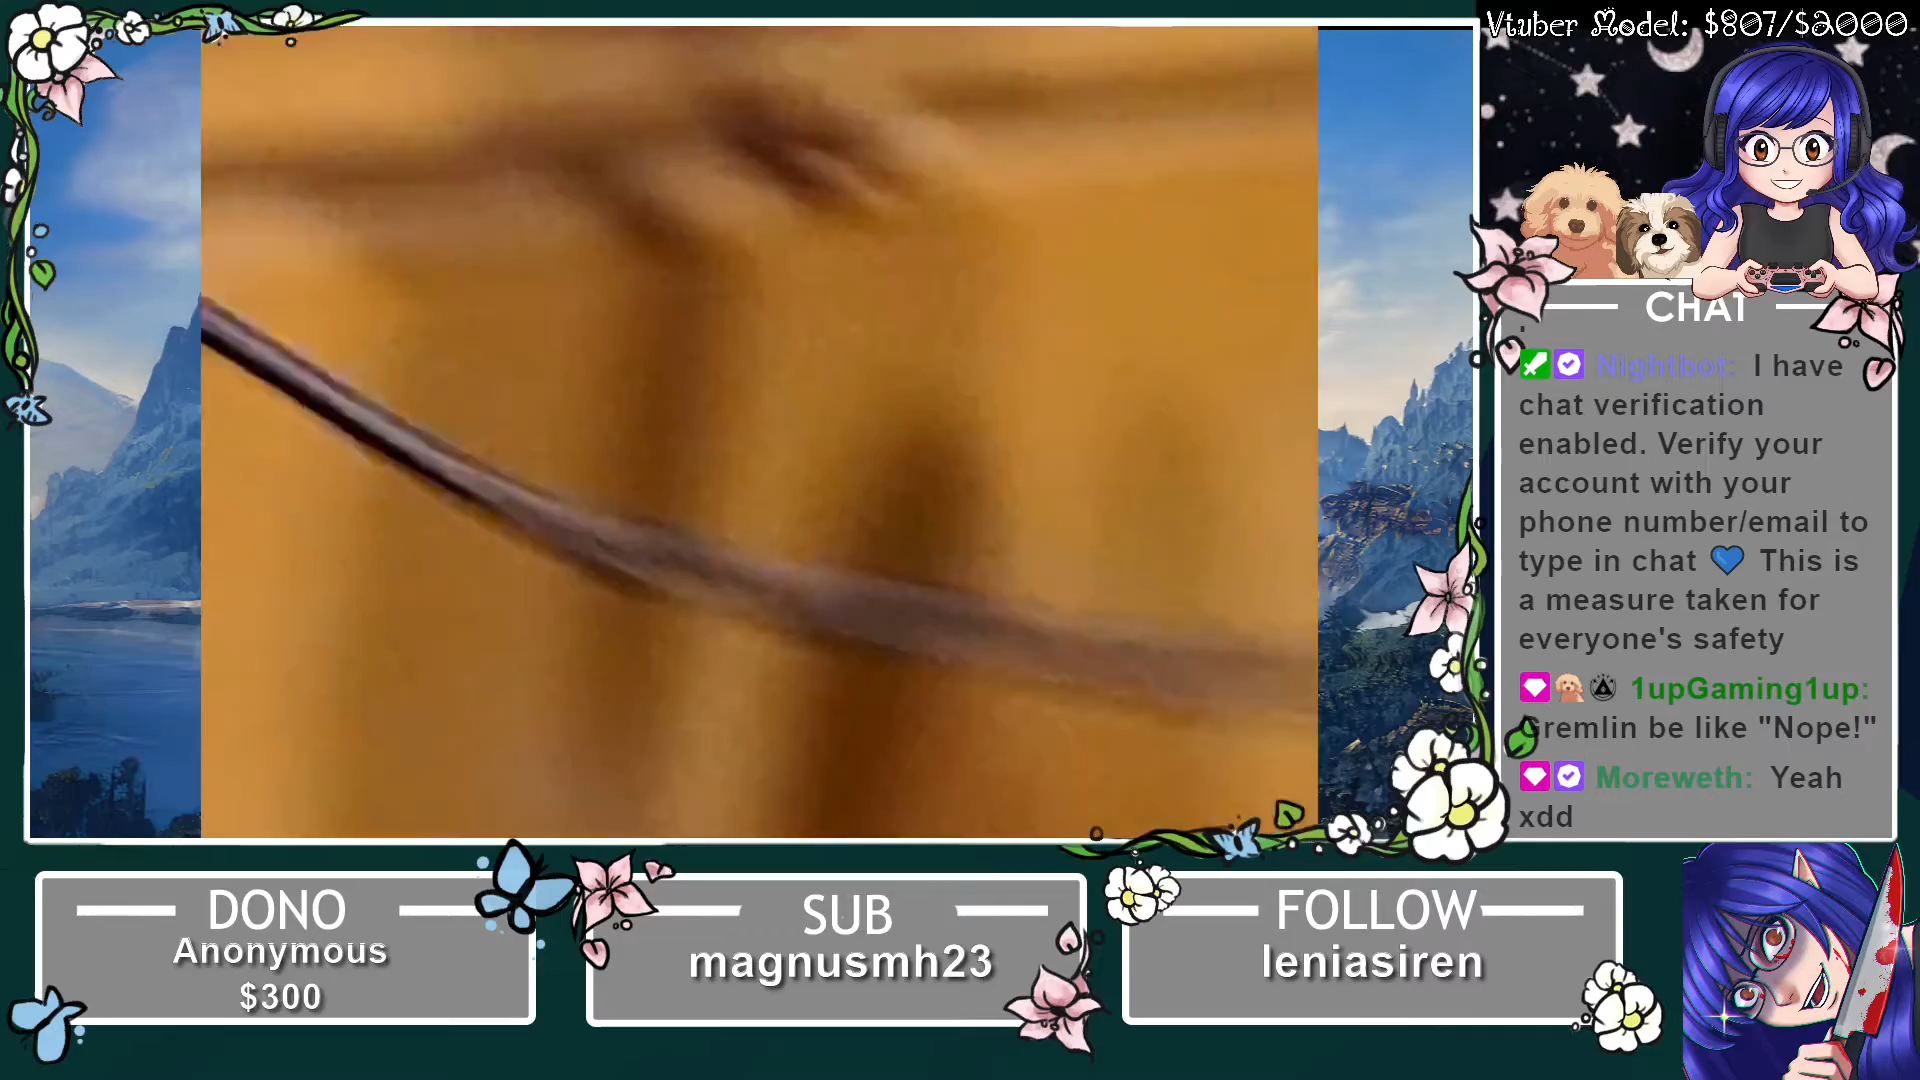 Vtuber Model: $807/$2000
CHAT
Nightbot: I have
chat verification
enabled. Verify your
account with your
phone number/email to
type in chat 💙 This is
a measure taken for
everyone's safety
1upGaming1up:
Gremlin be like "Nope!"
Moreweth: Yeah
xdd
DONO
Anonymous
$300
SUB
magnusmh23
FOLLOW
leniasiren